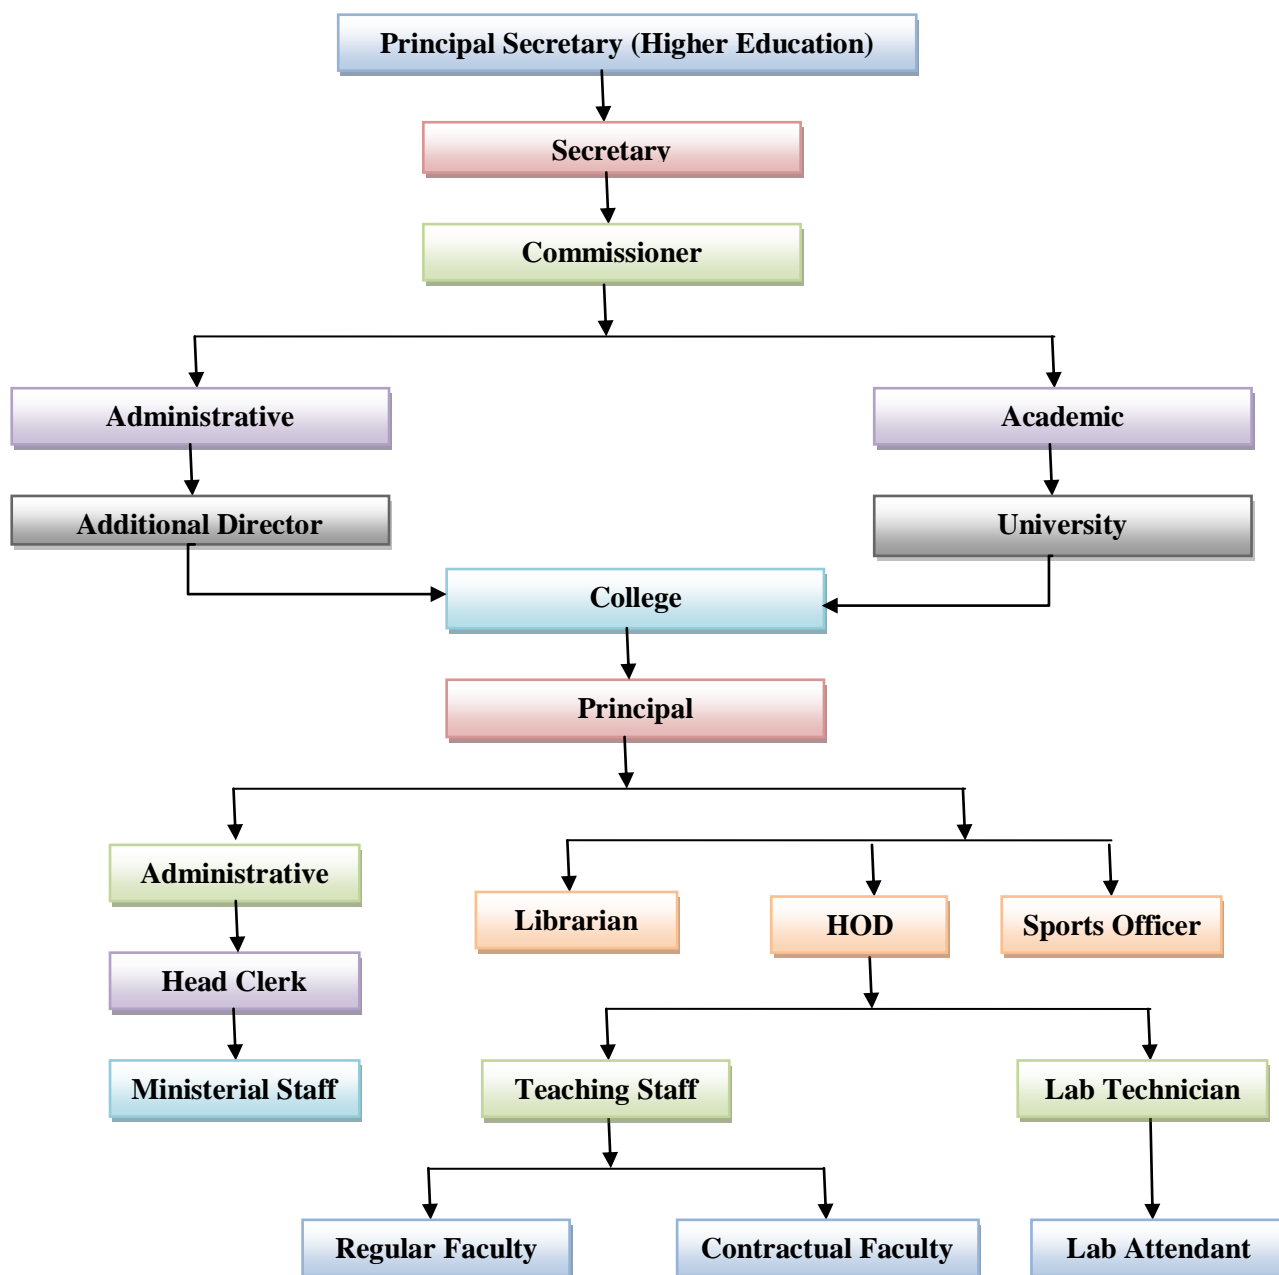 Principal Secretary (Higher Education)
Secretary
Commissioner
Administrative
Academic
Additional Director
University
College
Principal
Administrative
Librarian
HOD
Sports Officer
Head Clerk
Ministerial Staff
Teaching Staff
Lab Technician
Regular Faculty
Contractual Faculty
Lab Attendant